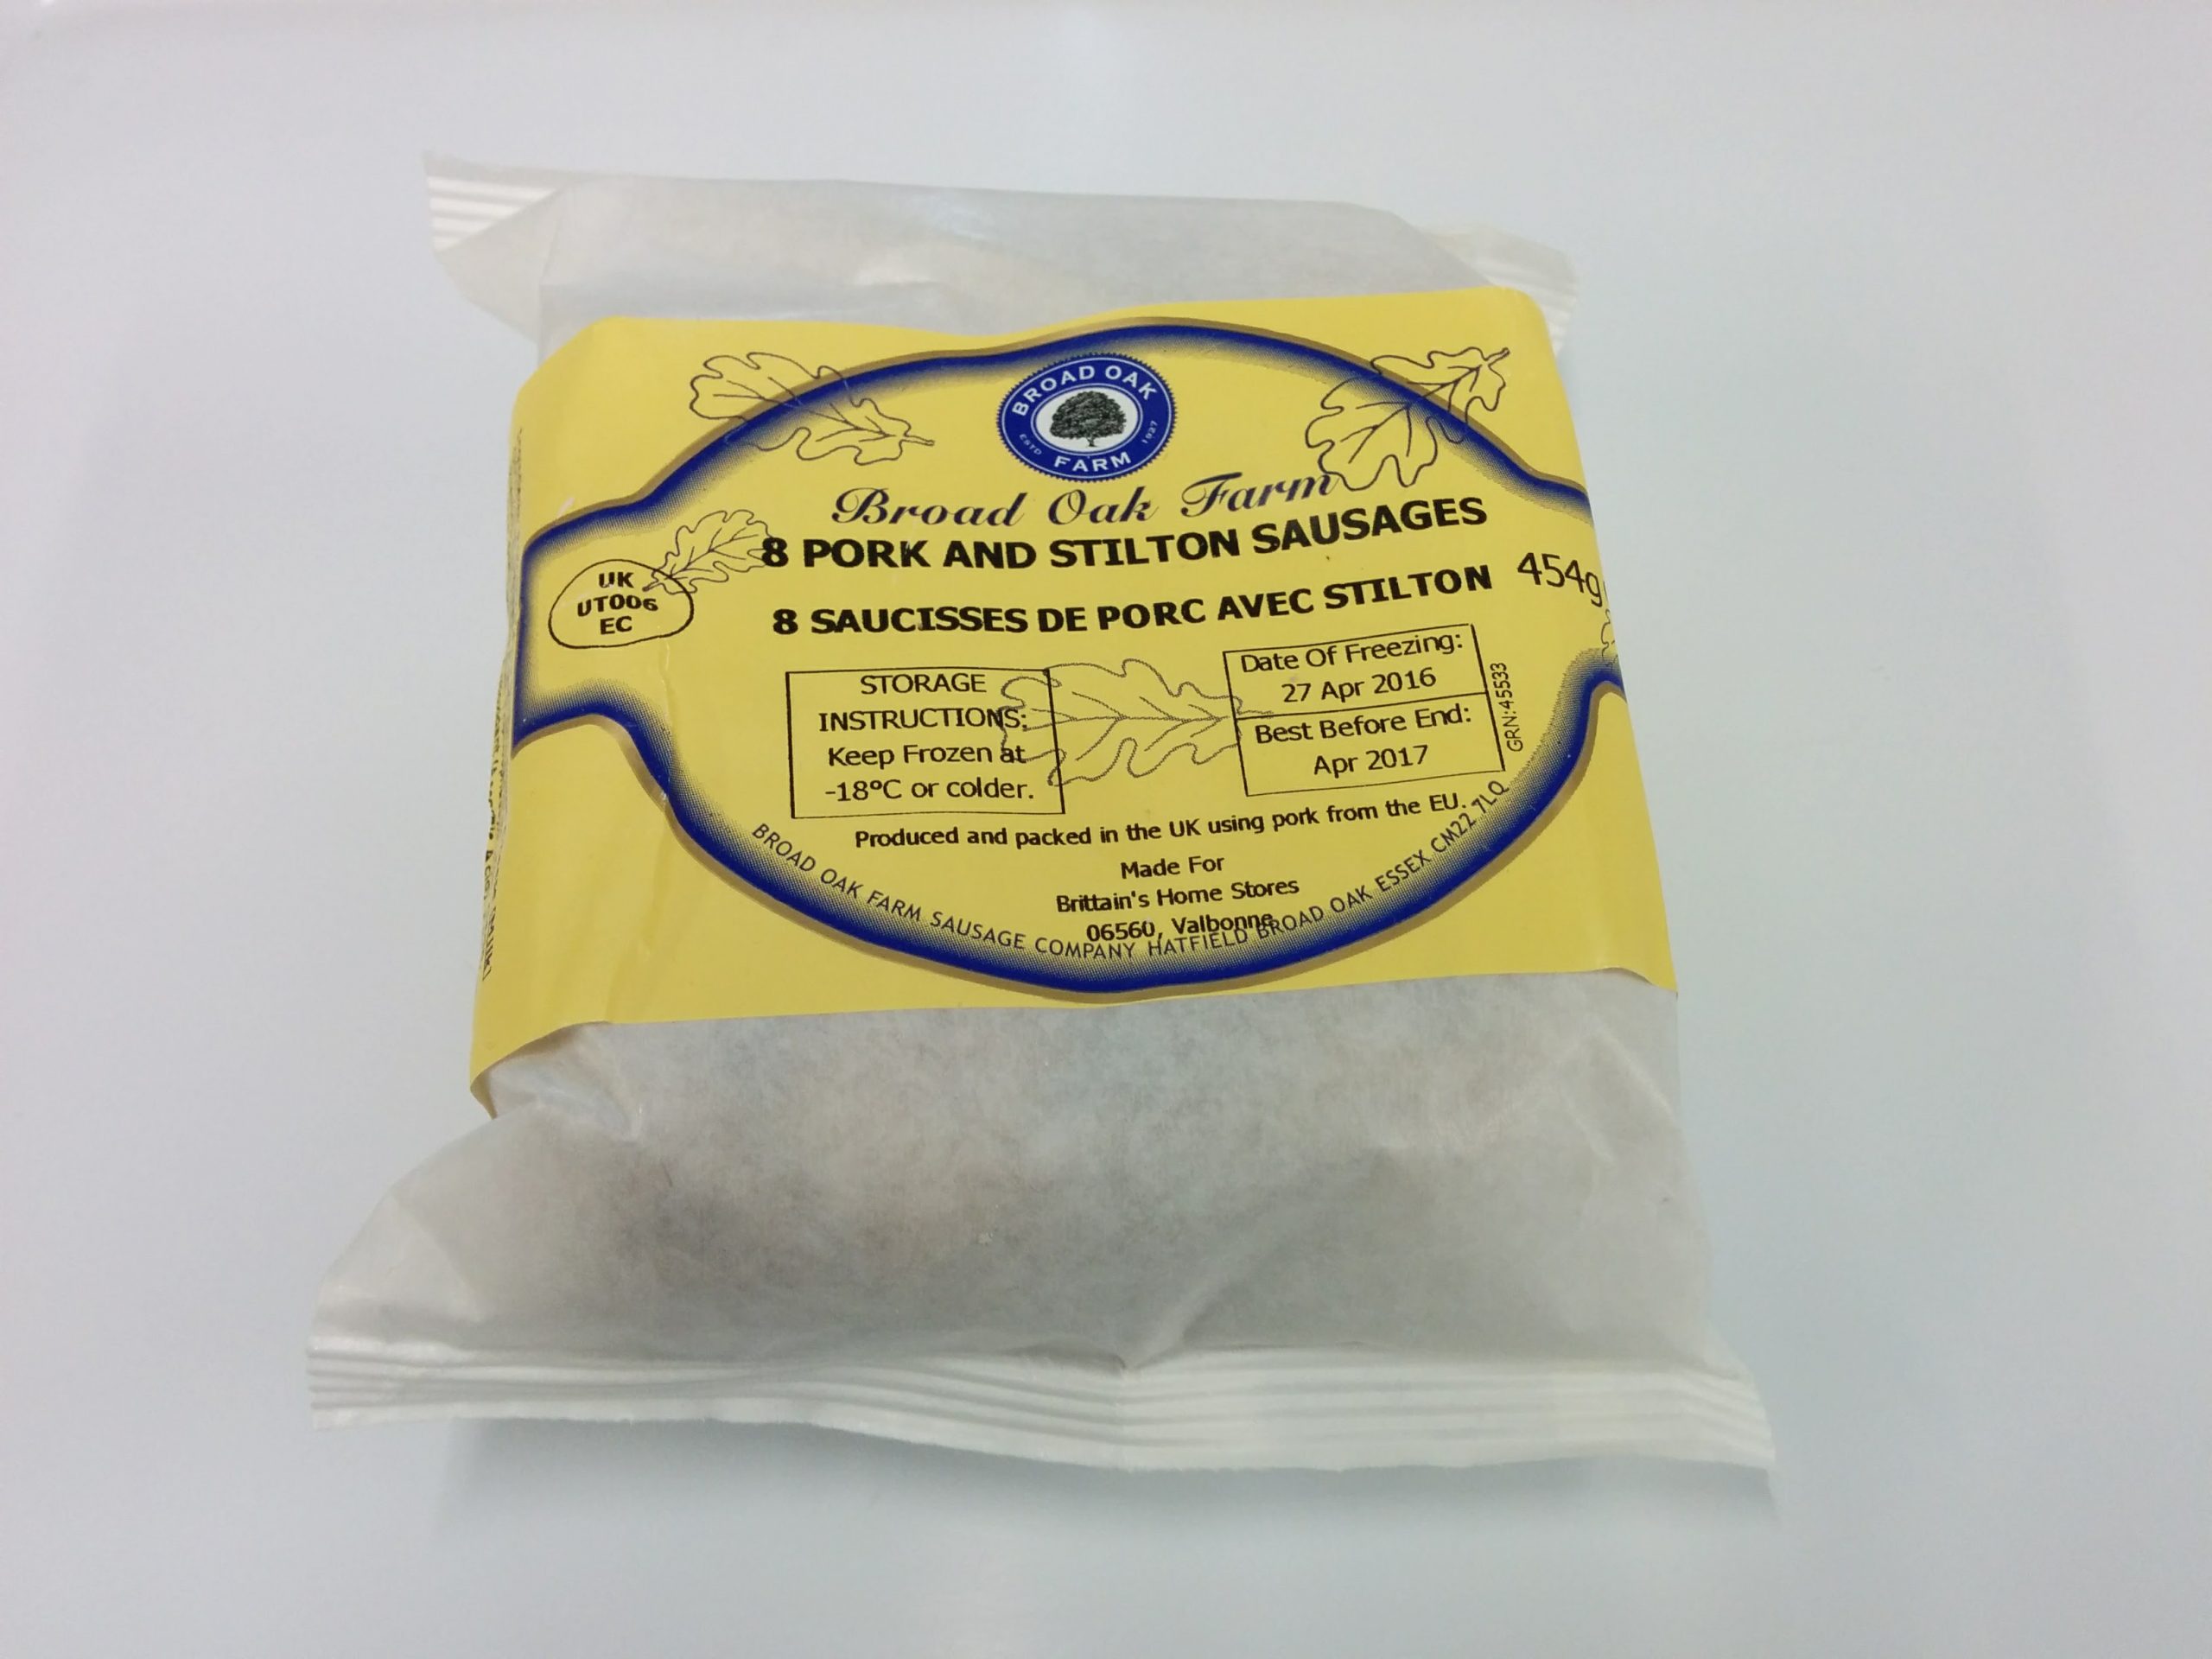 BROAD OAK
FARM
ESTD 1937
Broad Oak Farm
8 PORK AND STILTON SAUSAGES
8 SAUCISSES DE PORC AVEC STILTON 454g
UK
UT006
EC
STORAGE
INSTRUCTIONS:
Keep Frozen at
-18°C or colder.
Date Of Freezing:
27 Apr 2016
Best Before End:
Apr 2017
GRN:45533
Produced and packed in the UK using pork from the EU.
Made For
Brittain's Home Stores
06560, Valbonne
BROAD OAK FARM SAUSAGE COMPANY HATFIELD BROAD OAK ESSEX CM22 7LQ